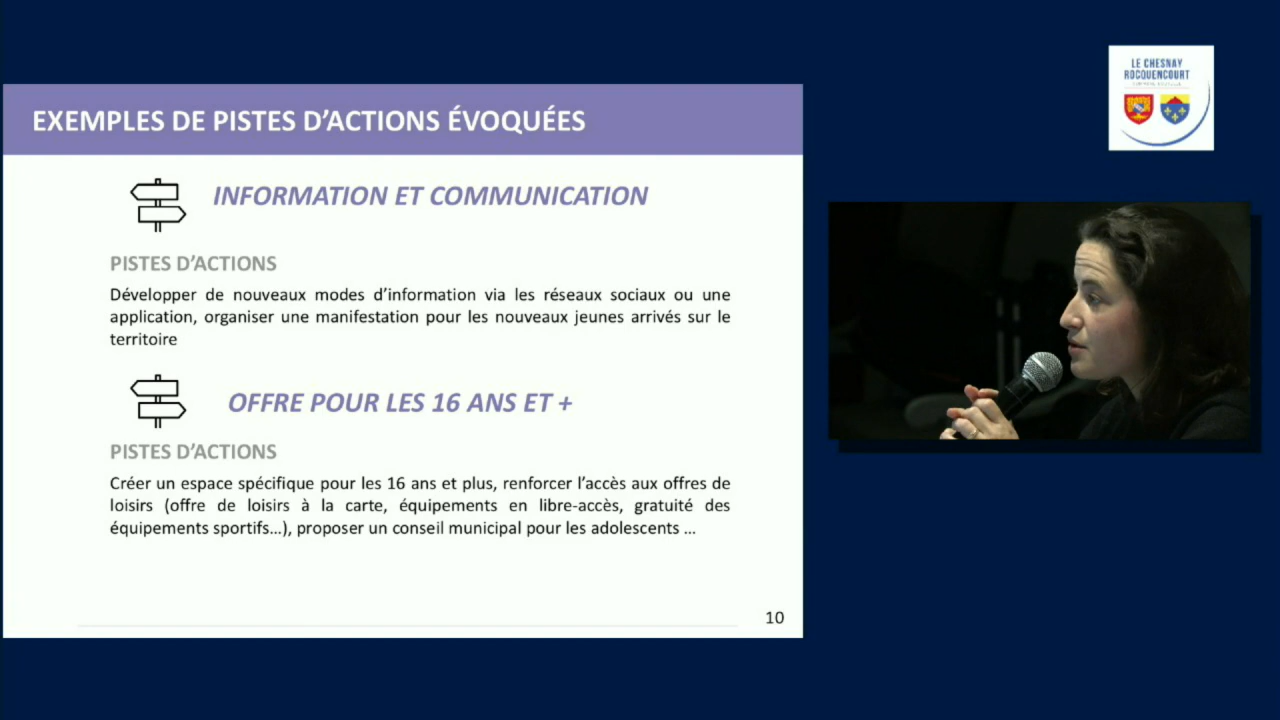 LE CHESNAY
ROCQUENCOURT
EXEMPLES DE PISTES D’ACTIONS ÉVOQUÉES
INFORMATION ET COMMUNICATION
PISTES D’ACTIONS
Développer de nouveaux modes d’information via les réseaux sociaux ou une
application, organiser une manifestation pour les nouveaux jeunes arrivés sur le
territoire
OFFRE POUR LES 16 ANS ET +
PISTES D’ACTIONS
Créer un espace spécifique pour les 16 ans et plus, renforcer l’accès aux offres de
loisirs (offre de loisirs à la carte, équipements en libre-accès, gratuité des
équipements sportifs…), proposer un conseil municipal pour les adolescents …
10